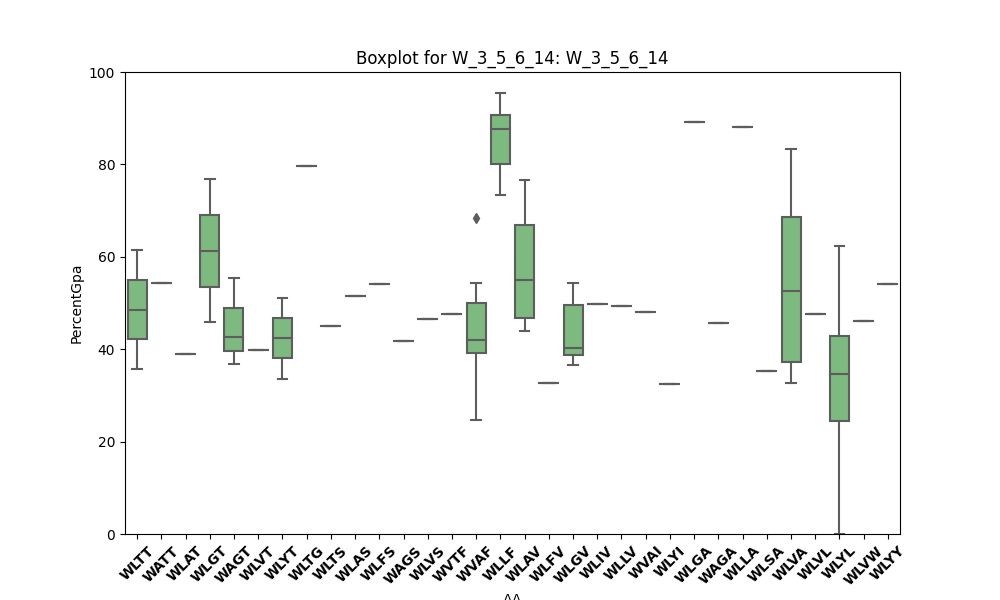 Boxplot for W_3_5_6_14: W_3_5_6_14
PercentGpa
100
80
60
40
20
0
WLTT WATT WLAT WLGT WAGT WLVT WLYT WLTG WLTS WLAS WLFS WAGS WLVS WVTF WVAF WLLF WLAV WLFV WLGV WLIV WLLV WVAI WLYI WLGA WAGA WLLA WLSA WLVA WLVL WLYL WLVW WLYY
AA